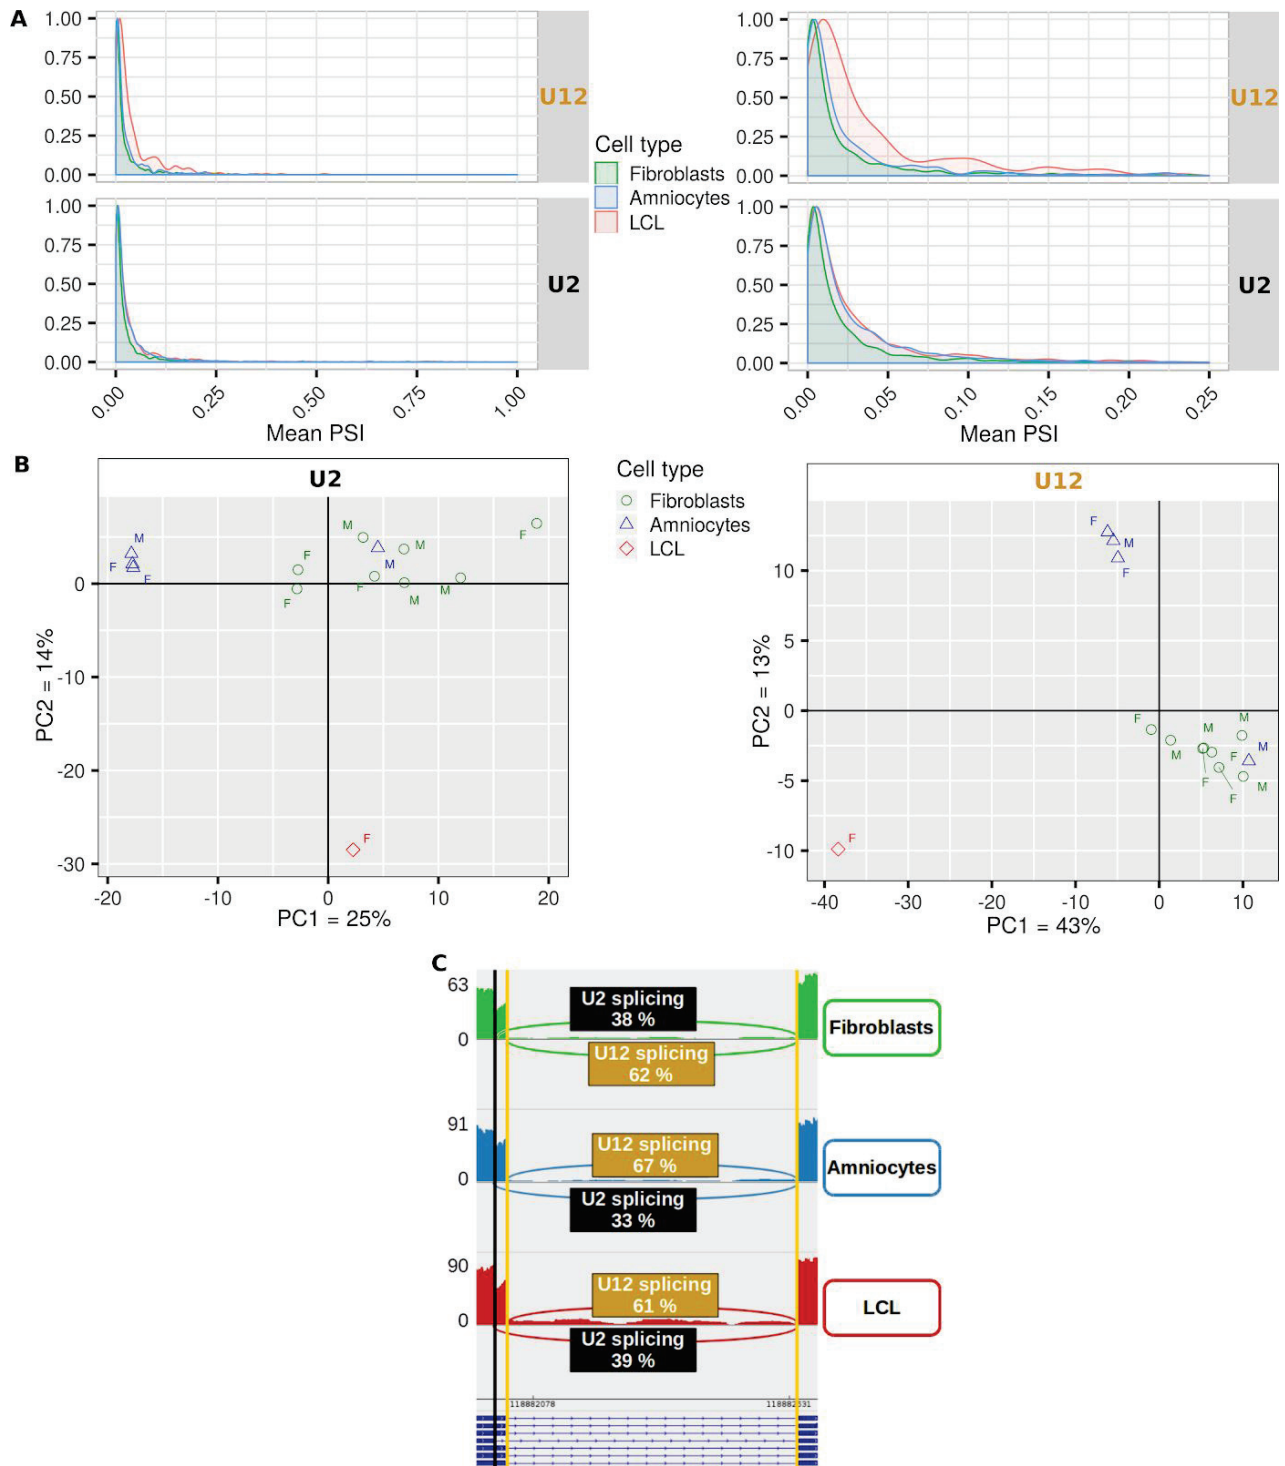 A
1.00
0.75
0.50
0.25
0.00
U12
1.00
0.75
0.50
0.25
0.00
U2
0.00
0.25
0.50
0.75
1.00
Mean PSI
Cell type
Fibroblasts
Amniocytes
LCL
1.00
0.75
0.50
0.25
0.00
U12
1.00
0.75
0.50
0.25
0.00
U2
0.00
0.05
0.10
0.15
0.20
0.25
Mean PSI
B
U2
0
-10
-20
-30
PC2 = 14%
M
F
F
F
F
M
M
F
M
M
M
F
F
-20
-10
0
10
20
PC1 = 25%
Cell type
Fibroblasts
Amniocytes
LCL
U12
10
5
0
-5
-10
PC2 = 13%
F
M
F
F
M
M
M
F
M
F
F
M
F
-40
-30
-20
-10
0
10
PC1 = 43%
C
63
0
U2 splicing
38 %
U12 splicing
62 %
Fibroblasts
91
0
U12 splicing
67 %
U2 splicing
33 %
Amniocytes
90
0
U12 splicing
61 %
U2 splicing
39 %
LCL
118882078